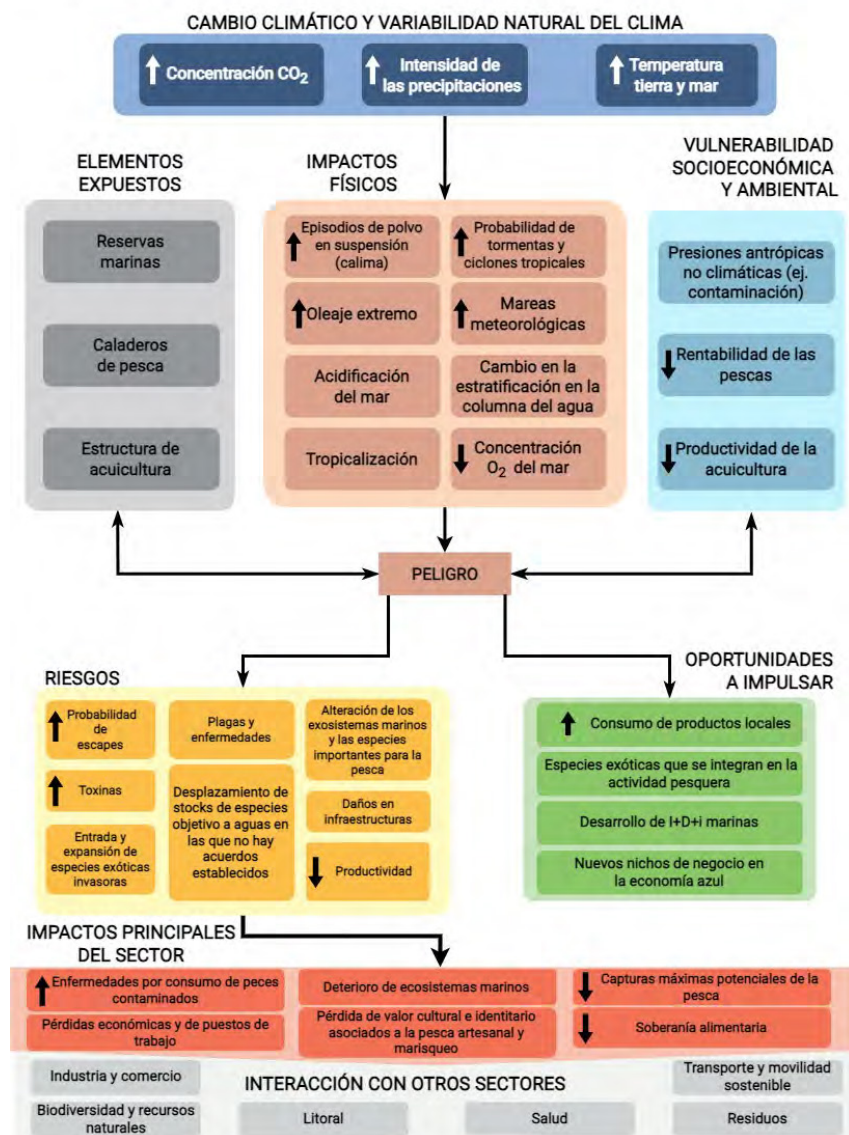 CAMBIO CLIMÁTICO Y VARIABILIDAD NATURAL DEL CLIMA
Concentración CO2
Intensidad de
las precipitaciones
Temperatura
tierra y mar
ELEMENTOS
EXPUESTOS
Reservas
marinas
Caladeros
de pesca
Estructura de
acuicultura
IMPACTOS
FÍSICOS
Episodios de polvo
en suspensión
(calima)
Probabilidad de
tormentas y
ciclones tropicales
Oleaje extremo
Mareas
meteorológicas
Acidificación
del mar
Cambio en la
estratificación en la
columna del agua
Tropicalización
Concentración
O2 del mar
VULNERABILIDAD
SOCIOECONÓMICA
Y AMBIENTAL
Presiones antrópicas
no climáticas (ej.
contaminación)
Rentabilidad de las
pescas
Productividad de la
acuicultura
PELIGRO
RIESGOS
Probabilidad
de
escapes
Toxinas
Entrada y
expansión de
especies exóticas
invasoras
Plagas y
enfermedades
Desplazamiento de
stocks de especies
objetivo a aguas en
las que no hay
acuerdos
establecidos
Alteración de los
exosistemas marinos
y las especies
importantes para la
pesca
Daños en
infraestructuras
Productividad
OPORTUNIDADES
A IMPULSAR
Consumo de productos locales
Especies exóticas que se integran en la
actividad pesquera
Desarrollo de I+D+i marinas
Nuevos nichos de negocio en
la economía azul
IMPACTOS PRINCIPALES
DEL SECTOR
Enfermedades por consumo de peces
contaminados
Deterioro de ecosistemas marinos
Capturas máximas potenciales de la
pesca
Pérdidas económicas y de puestos de
trabajo
Pérdida de valor cultural e identitario
asociados a la pesca artesanal y
marisqueo
Soberanía alimentaria
INTERACCIÓN CON OTROS SECTORES
Industria y comercio
Transporte y movilidad
sostenible
Biodiversidad y recursos
naturales
Litoral
Salud
Residuos